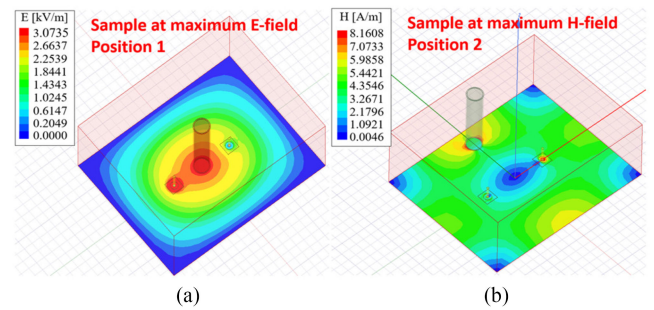 E [kV/m]
3.0735
2.6637
2.2539
1.8441
1.4343
1.0245
0.6147
0.2049
0.0000
Sample at maximum E-field
Position 1
(a)
H [A/m]
8.1608
7.0733
5.9858
5.4421
4.3546
3.2671
2.1796
1.0921
0.0046
Sample at maximum H-field
Position 2
(b)